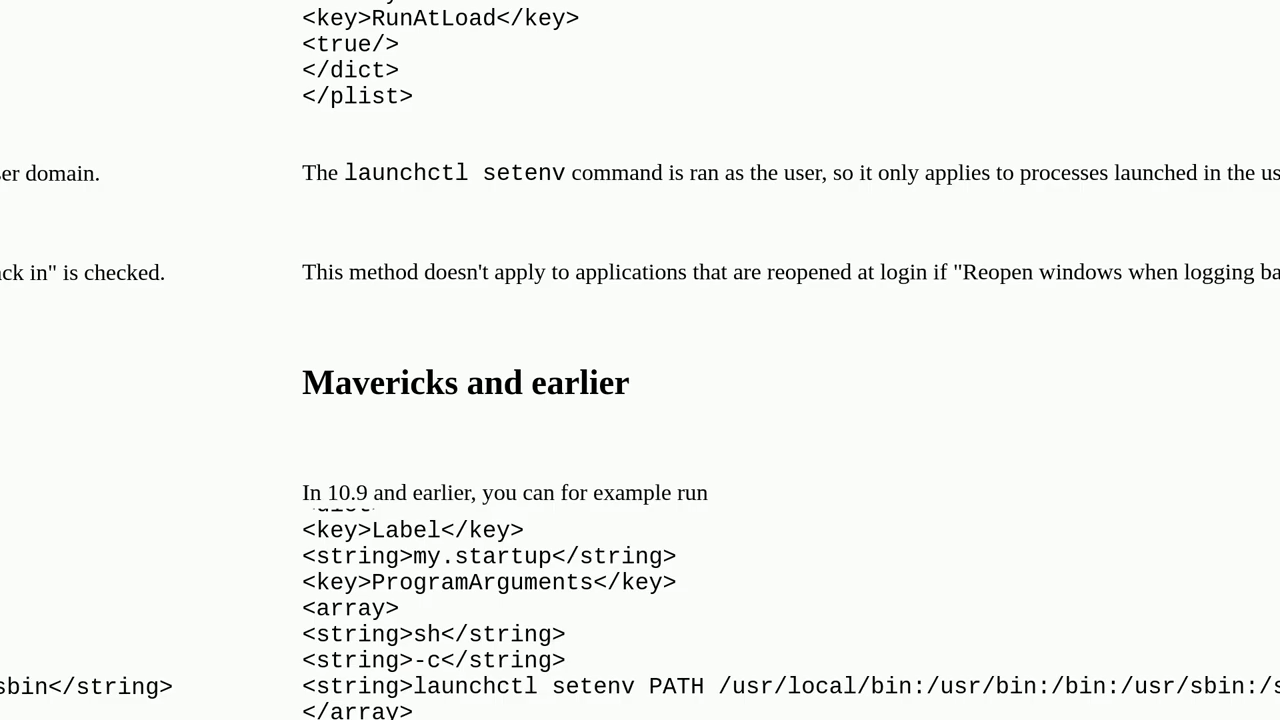 <key>RunAtLoad</key>
<true/>
</dict>
</plist>
ser domain.
The launchctl setenv command is ran as the user, so it only applies to processes launched in the us
ack in" is checked.
This method doesn't apply to applications that are reopened at login if "Reopen windows when logging ba
Mavericks and earlier
In 10.9 and earlier, you can for example run
<key>Label</key>
<string>my.startup</string>
<key>ProgramArguments</key>
<array>
<string>sh</string>
<string>-c</string>
sbin</string>
<string>launchctl setenv PATH /usr/local/bin:/usr/bin:/bin:/usr/sbin:/s
</array>